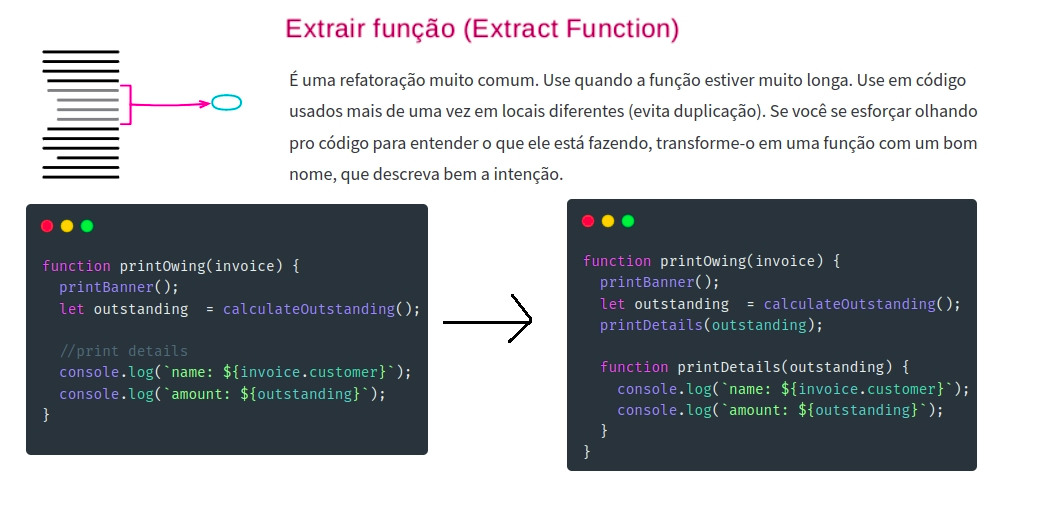 Extrair função (Extract Function)
É uma refatoração muito comum. Use quando a função estiver muito longa. Use em código
usados mais de uma vez em locais diferentes (evita duplicação). Se você se esforçar olhando
pro código para entender o que ele está fazendo, transforme-o em uma função com um bom
nome, que descreva bem a intenção.
function printOwing(invoice) {
  printBanner();
  let outstanding  = calculateOutstanding();

  //print details
  console.log(`name: ${invoice.customer}`);
  console.log(`amount: ${outstanding}`);
}
function printOwing(invoice) {
  printBanner();
  let outstanding  = calculateOutstanding();
  printDetails(outstanding);

  function printDetails(outstanding) {
    console.log(`name: ${invoice.customer}`);
    console.log(`amount: ${outstanding}`);
  }
}